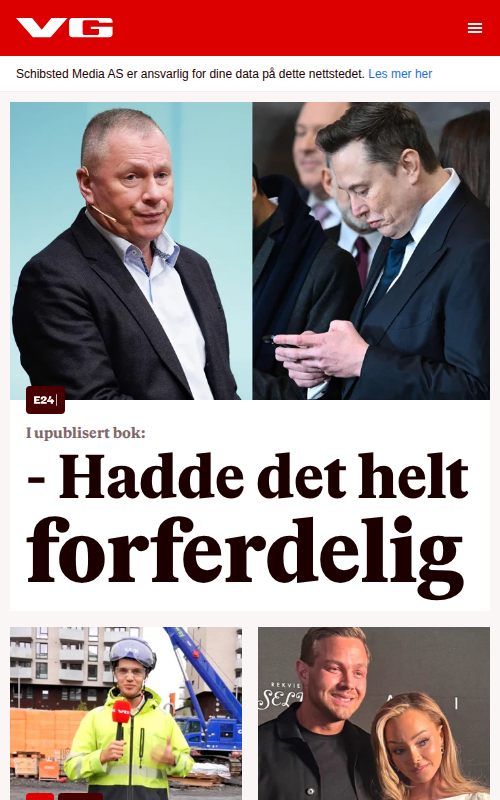 VG
Schibsted Media AS er ansvarlig for dine data på dette nettstedet. Les mer her
E24
I upublisert bok:
- Hadde det helt
forferdelig
VG
REKVIE
SEL